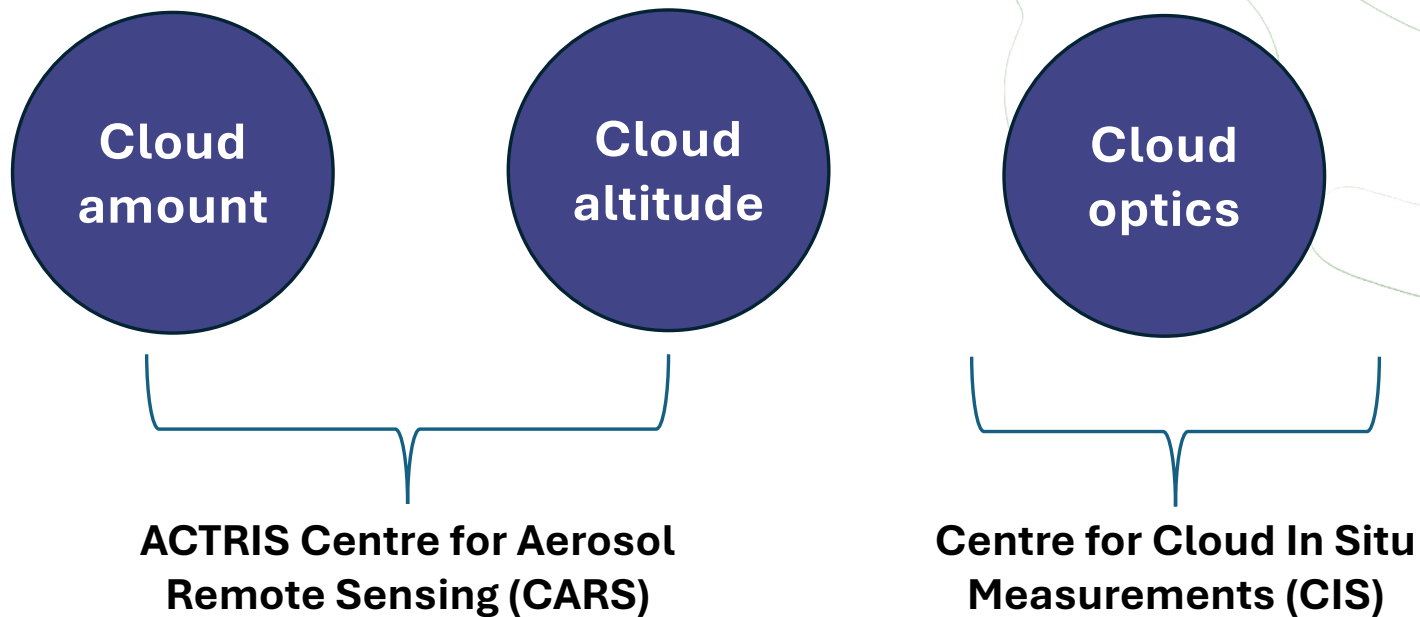 Cloud
amount
Cloud
altitude
Cloud
optics
ACTRIS Centre for Aerosol
Remote Sensing (CARS)
Centre for Cloud In Situ
Measurements (CIS)